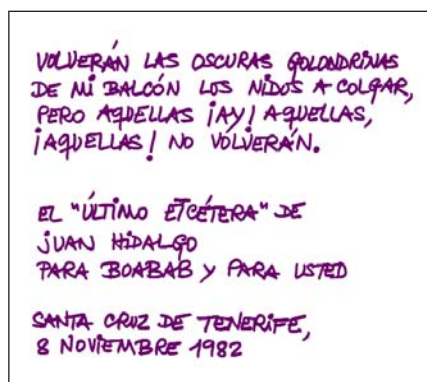 VOLVERÁN LAS OSCURAS GOLONDRINAS
DE MI BALCÓN LOS NIDOS A COLGAR,
PERO AQUELLAS ¡AY! AQUELLAS,
¡AQUELLAS! NO VOLVERÁN.
EL "ÚLTIMO ETCÉTERA" DE
JUAN HIDALGO
PARA BOABAB Y PARA USTED
SANTA CRUZ DE TENERIFE,
8 NOVIEMBRE 1982